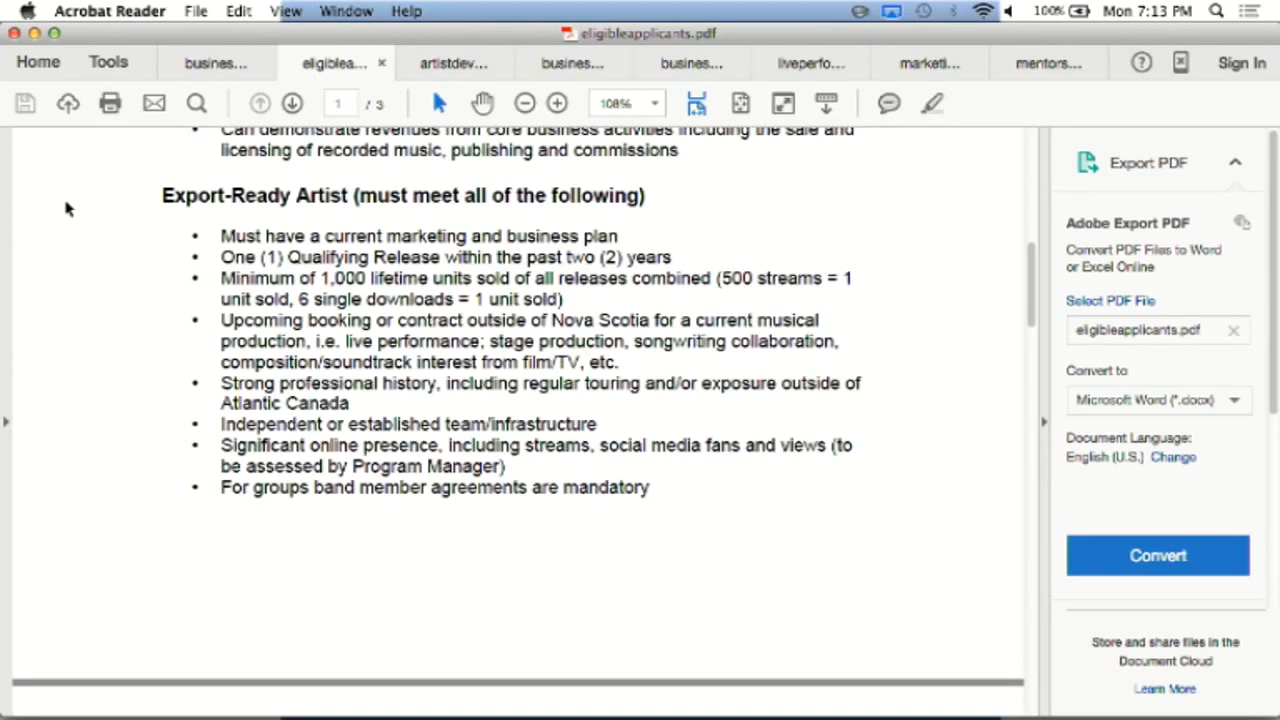 Acrobat Reader File Edit View Window Help 100% Mon 7:13 PM
eligibleapplicants.pdf
Home Tools busines... eligiblea... × artistdev... busines... busines... liveperfo... marketi... mentors... Sign In
1 / 3 108%
Can demonstrate revenues from core business activities including the sale and
licensing of recorded music, publishing and commissions
Export-Ready Artist (must meet all of the following)
• Must have a current marketing and business plan
• One (1) Qualifying Release within the past two (2) years
• Minimum of 1,000 lifetime units sold of all releases combined (500 streams = 1
unit sold, 6 single downloads = 1 unit sold)
• Upcoming booking or contract outside of Nova Scotia for a current musical
production, i.e. live performance; stage production, songwriting collaboration,
composition/soundtrack interest from film/TV, etc.
• Strong professional history, including regular touring and/or exposure outside of
Atlantic Canada
• Independent or established team/infrastructure
• Significant online presence, including streams, social media fans and views (to
be assessed by Program Manager)
• For groups band member agreements are mandatory
Export PDF
Adobe Export PDF
Convert PDF Files to Word
or Excel Online
Select PDF File
eligibleapplicants.pdf
Convert to
Microsoft Word (*.docx)
Document Language:
English (U.S.) Change
Convert
Store and share files in the
Document Cloud
Learn More